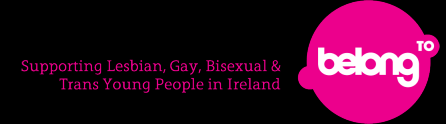 Supporting Lesbian, Gay, Bisexual &
Trans Young People in Ireland
belong TO